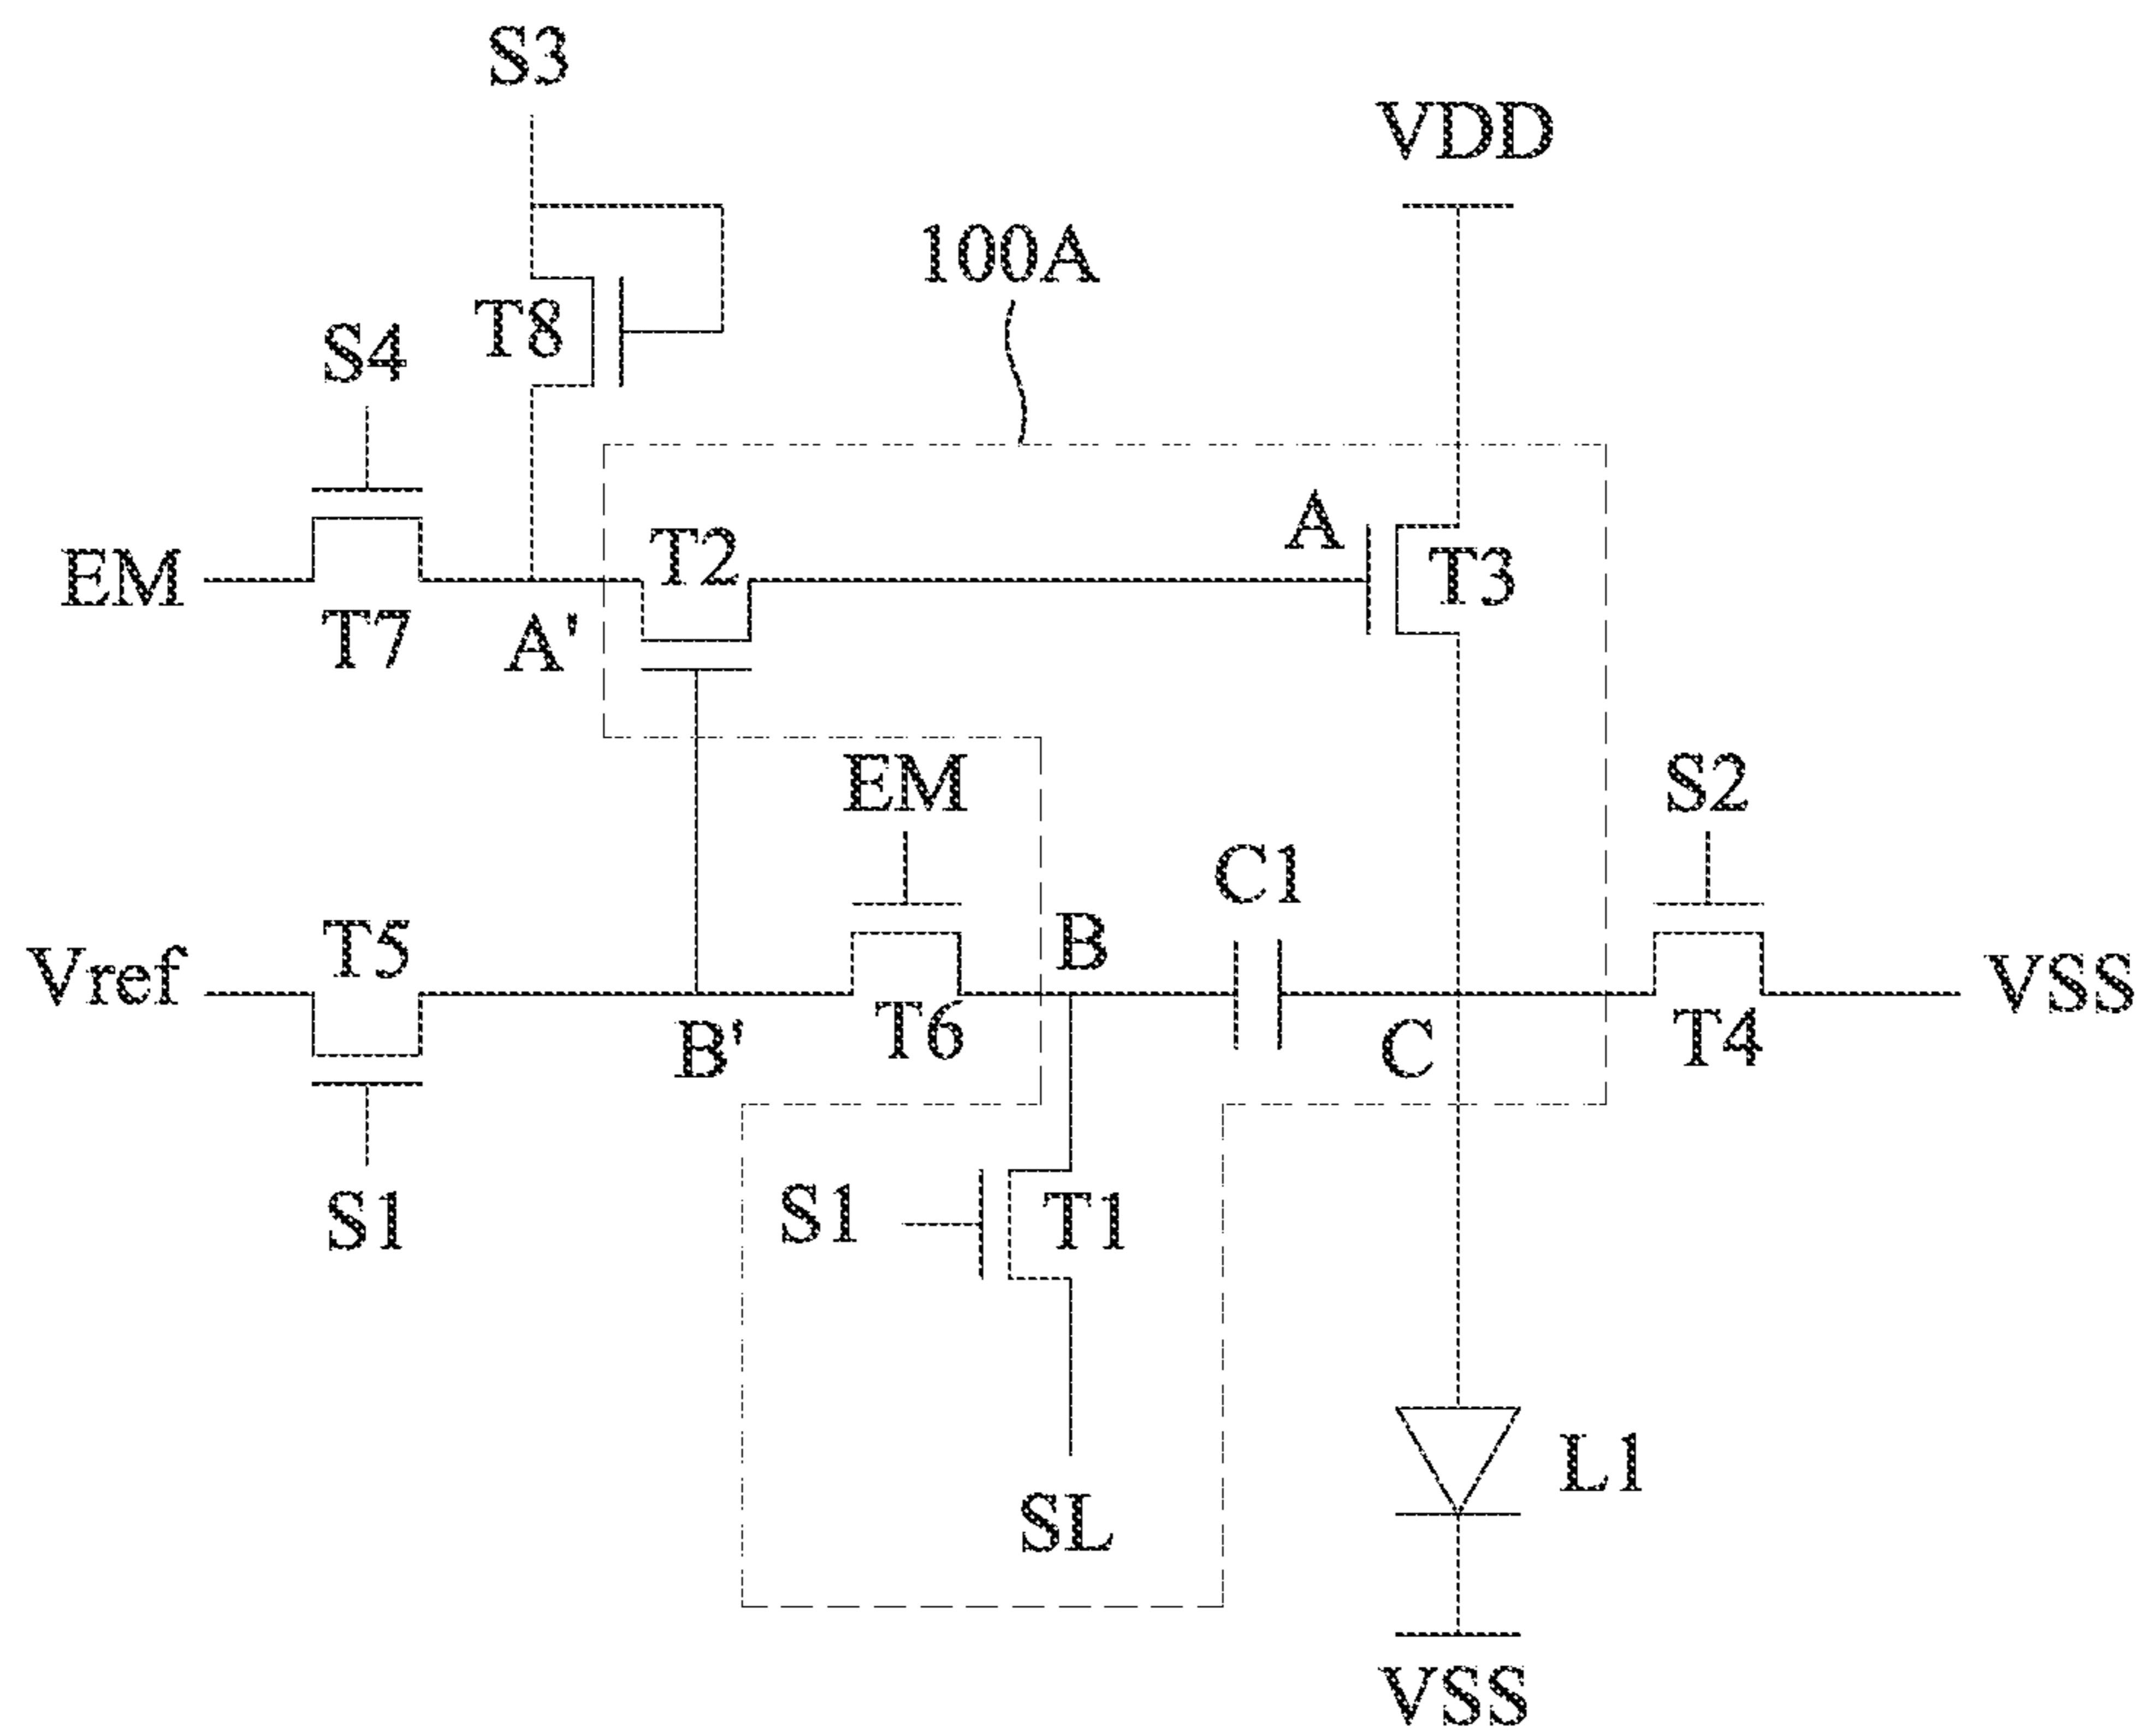 S3
VDD
100A
T8
S4
A
T2
T3
EM
T7
A'
EM
S2
C1
T5
B
Vref
VSS
T6
B'
C
T4
S1
S1
T1
L1
SL
VSS